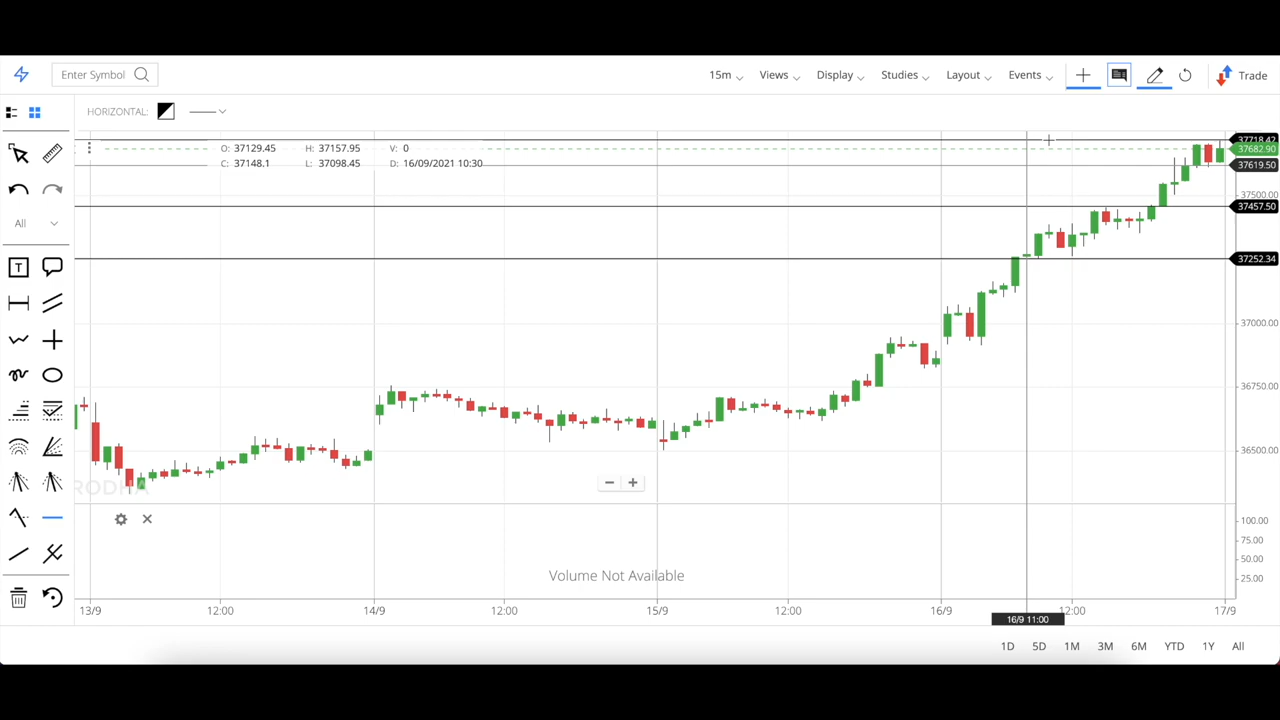 Enter Symbol
15m Views Display Studies Layout Events Trade
HORIZONTAL:
O: 37129.45 H: 37157.95 V: 0
C: 37148.1 L: 37098.45 D: 16/09/2021 10:30
37718.42
37682.90
37619.50
37500.00
37457.50
37252.34
37000.00
36750.00
36500.00
All
T
RODHA
100.00
75.00
50.00
25.00
Volume Not Available
13/9 12:00 14/9 12:00 15/9 12:00 16/9 12:00 17/9
16/9 11:00
1D 5D 1M 3M 6M YTD 1Y All